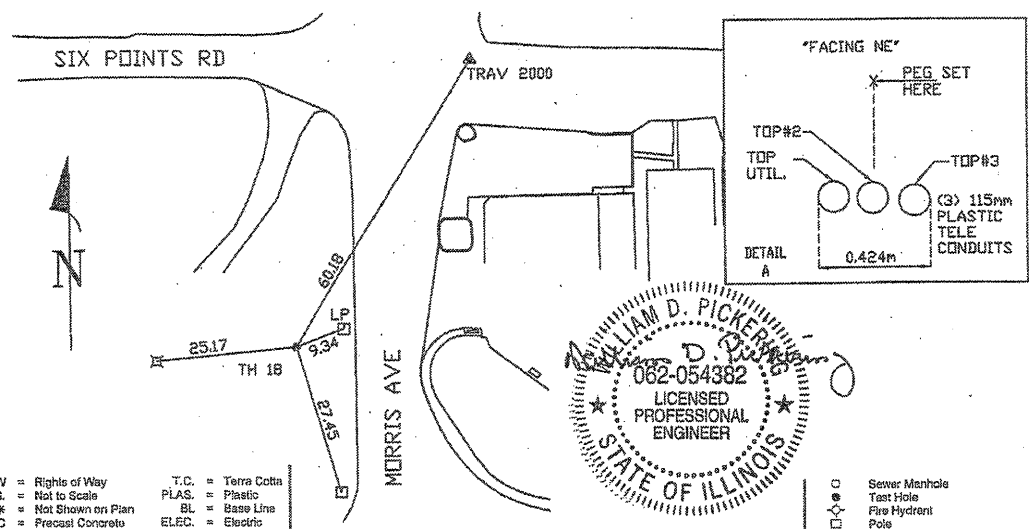 SIX POINTS RD
TRAV 2000
"FACING NE"
PEG SET
HERE
TOP#2
TOP
UTIL.
TOP#3
(3) 115mm
PLASTIC
TELE
CONDUITS
DETAIL
A
0.424m
N
60.18
LP
9.34
25.17
TH 18
27.45
MORRIS AVE
WILLIAM D. PICKERING
062-054382
LICENSED
PROFESSIONAL
ENGINEER
STATE OF ILLINOIS
= Rights of Way
= Not to Scale
= Not Shown on Plan
= Precast Concrete
T.C. = Terra Cotta
PLAS. = Plastic
BL = Base Line
ELEC. = Electric
Sewer Manhole
Test Hole
Fire Hydrant
Pole